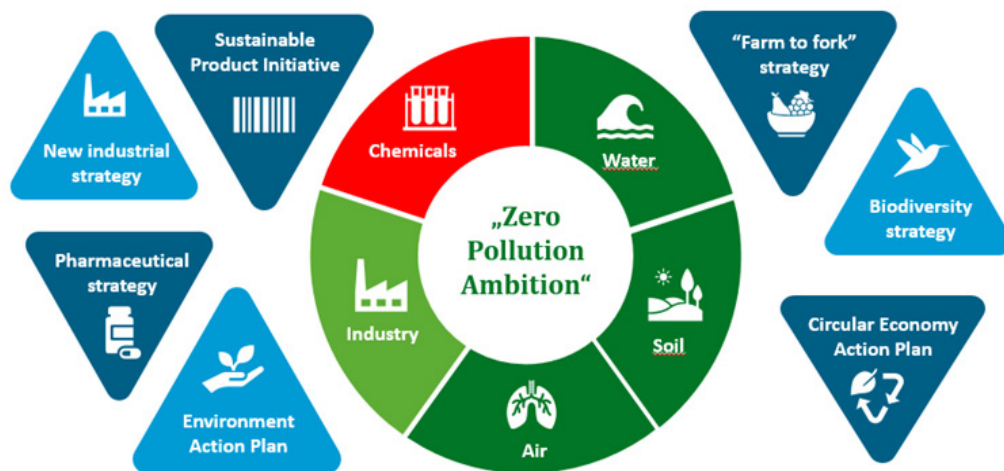 Sustainable
Product Initiative
New industrial
strategy
Pharmaceutical
strategy
Environment
Action Plan
Chemicals
Water
Industry
Soil
Air
„Zero
Pollution
Ambition“
“Farm to fork”
strategy
Biodiversity
strategy
Circular Economy
Action Plan